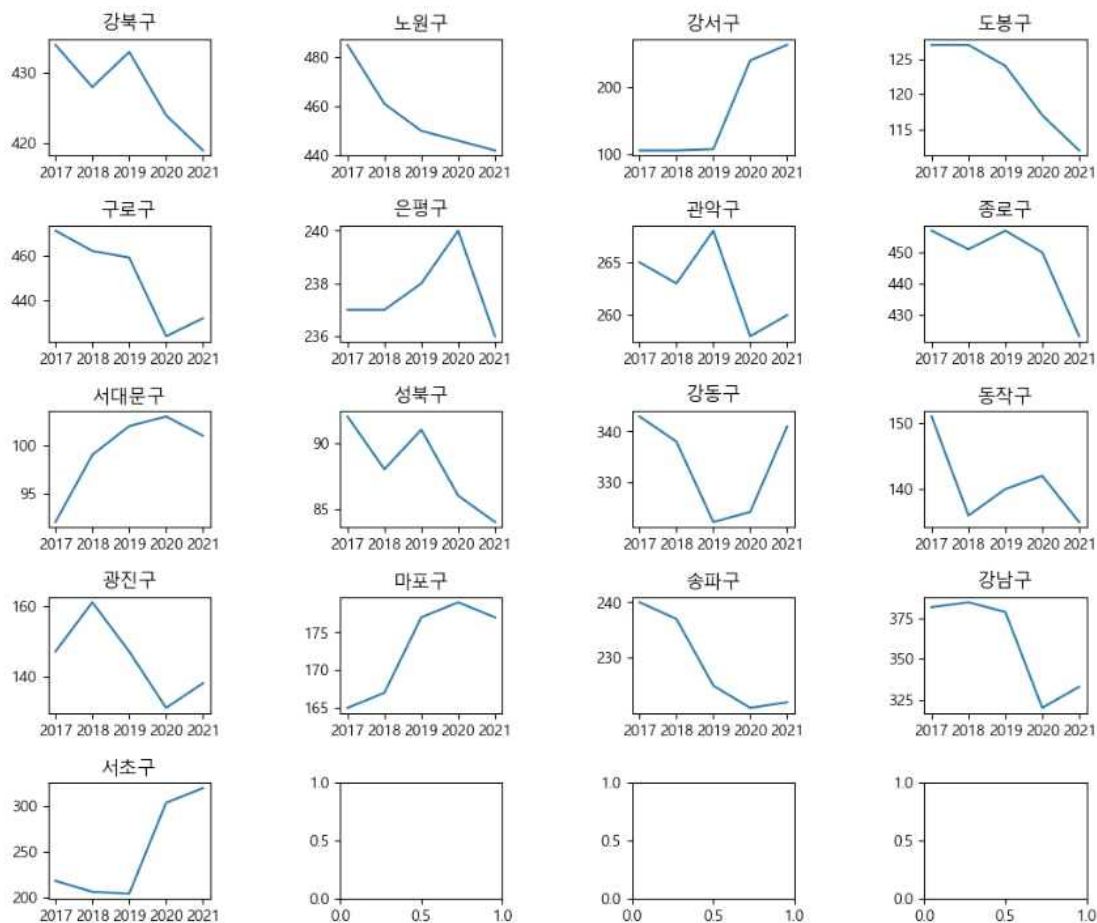 강북구 노원구 강서구 도봉구
430 480 200 125
420 460 100 120
440 115
2017 2018 2019 2020 2021 2017 2018 2019 2020 2021 2017 2018 2019 2020 2021 2017 2018 2019 2020 2021
구로구 은평구 관악구 종로구
460 240 265 450
440 238 260 440
236 430
2017 2018 2019 2020 2021 2017 2018 2019 2020 2021 2017 2018 2019 2020 2021 2017 2018 2019 2020 2021
서대문구 성북구 강동구 동작구
100 90 340 150
95 85 330 140
2017 2018 2019 2020 2021 2017 2018 2019 2020 2021 2017 2018 2019 2020 2021 2017 2018 2019 2020 2021
광진구 마포구 송파구 강남구
160 175 240 375
140 170 230 350
165 325
2017 2018 2019 2020 2021 2017 2018 2019 2020 2021 2017 2018 2019 2020 2021 2017 2018 2019 2020 2021
서초구
300 1.0 1.0 1.0
250 0.5 0.5 0.5
200 0.0 0.0 0.0
2017 2018 2019 2020 2021 0.0 0.5 1.0 0.0 0.5 1.0 0.0 0.5 1.0